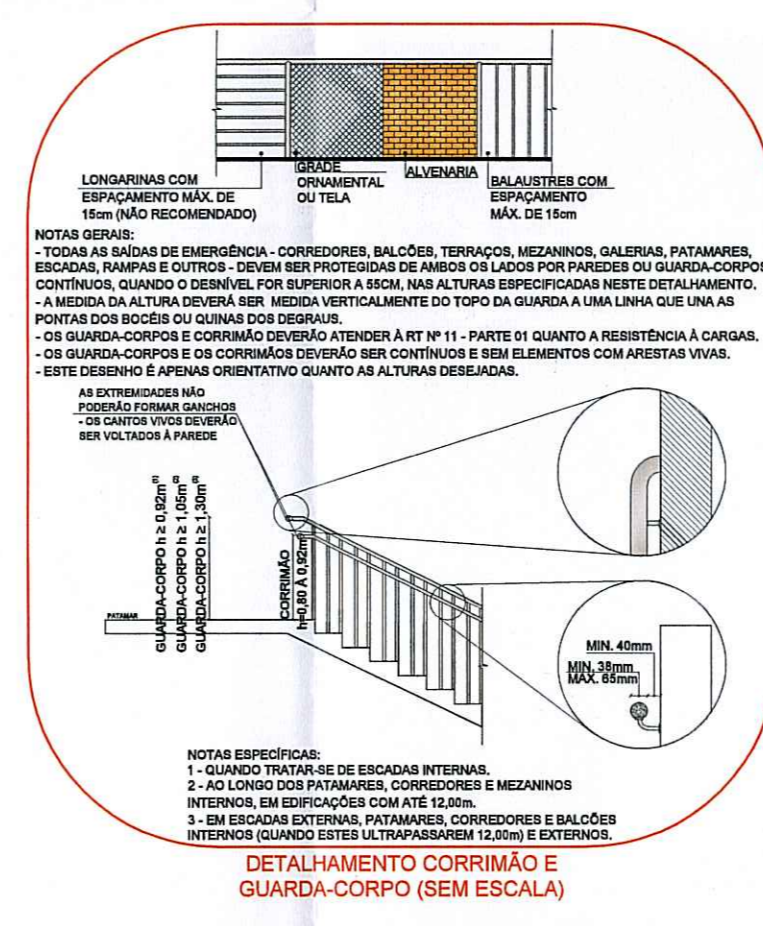 LONGARINAS COM
ESPAÇAMENTO MÁX. DE
15cm (NÃO RECOMENDADO)
GRADE
ORNAMENTAL
OU TELA
ALVENARIA
BALAUSTRES COM
ESPAÇAMENTO
MÁX. DE 15cm
NOTAS GERAIS:
- TODAS AS SAÍDAS DE EMERGÊNCIA - CORREDORES, BALCÕES, TERRAÇOS, MEZANINOS, GALERIAS, PATAMARES,
ESCADAS, RAMPAS E OUTROS - DEVEM SER PROTEGIDAS DE AMBOS OS LADOS POR PAREDES OU GUARDA-CORPOS
CONTÍNUOS, QUANDO O DESNÍVEL FOR SUPERIOR A 55CM, NAS ALTURAS ESPECIFICADAS NESTE DETALHAMENTO.
- A MEDIDA DA ALTURA DEVERÁ SER MEDIDA VERTICALMENTE DO TOPO DA GUARDA A UMA LINHA QUE UNA AS
PONTAS DOS BOCÉIS OU QUINAS DOS DEGRAUS.
- OS GUARDA-CORPOS E CORRIMÃO DEVERÃO ATENDER À RT Nº 11 - PARTE 01 QUANTO A RESISTÊNCIA À CARGAS.
- OS GUARDA-CORPOS E OS CORRIMÃOS DEVERÃO SER CONTÍNUOS E SEM ELEMENTOS COM ARESTAS VIVAS.
- ESTE DESENHO É APENAS ORIENTATIVO QUANTO AS ALTURAS DESEJADAS.
AS EXTREMIDADES NÃO
PODERÃO FORMAR GANCHOS
- OS CANTOS VIVOS DEVERÃO
SER VOLTADOS À PAREDE
PATAMAR
GUARDA-CORPO h ≥ 0,92m
GUARDA-CORPO h ≥ 1,05m
GUARDA-CORPO h ≥ 1,30m
CORRIMÃO
h=0,80 À 0,92m
MIN. 40mm
MIN. 38mm
MAX. 65mm
NOTAS ESPECÍFICAS:
1 - QUANDO TRATAR-SE DE ESCADAS INTERNAS.
2 - AO LONGO DOS PATAMARES, CORREDORES E MEZANINOS
INTERNOS, EM EDIFICAÇÕES COM ATÉ 12,00m.
3 - EM ESCADAS EXTERNAS, PATAMARES, CORREDORES E BALCÕES
INTERNOS (QUANDO ESTES ULTRAPASSAREM 12,00m) E EXTERNOS.
DETALHAMENTO CORRIMÃO E
GUARDA-CORPO (SEM ESCALA)